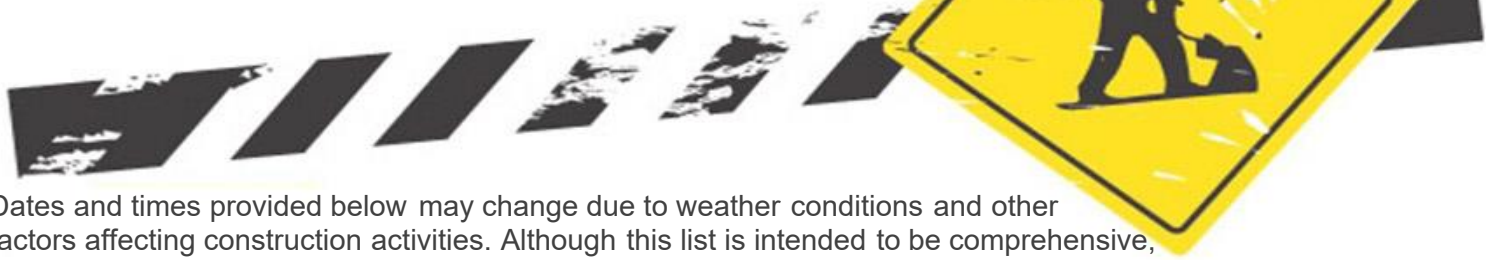 Dates and times provided below may change due to weather conditions and other
actors affecting construction activities. Although this list is intended to be comprehensive,